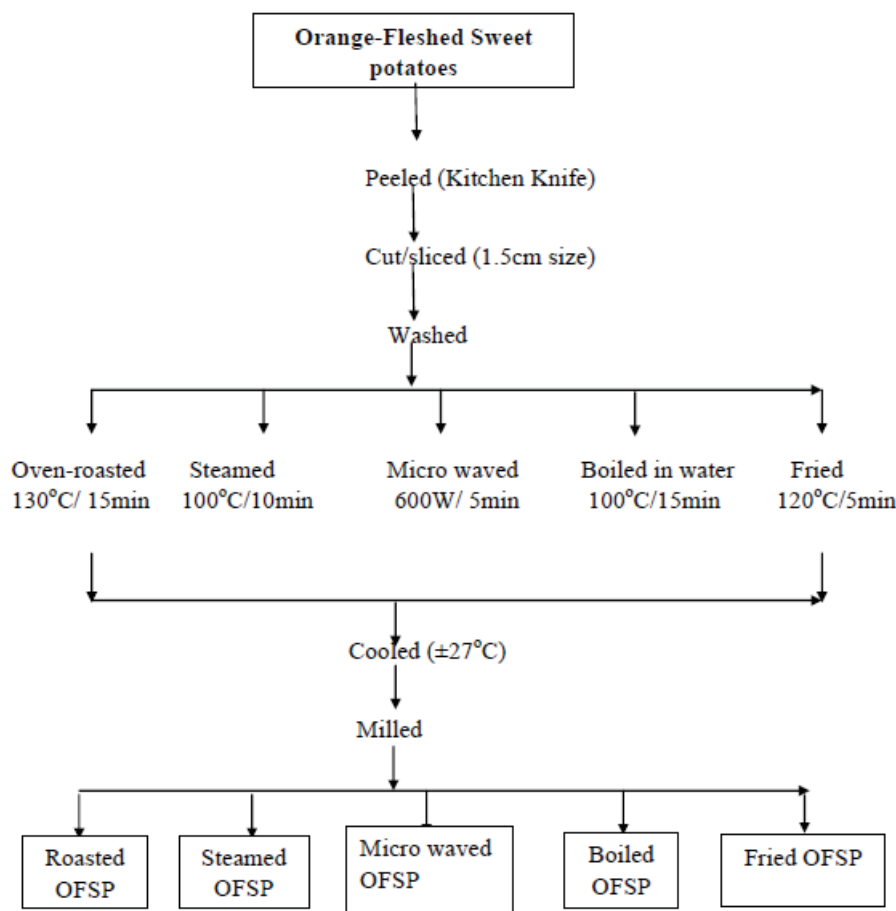 Orange-Fleshed Sweet
potatoes
Peeled (Kitchen Knife)
Cut/sliced (1.5cm size)
Washed
Oven-roasted
130°C/ 15min
Steamed
100°C/10min
Micro waved
600W/ 5min
Boiled in water
100°C/15min
Fried
120°C/5min
Cooled (±27°C)
Milled
Roasted
OFSP
Steamed
OFSP
Micro waved
OFSP
Boiled
OFSP
Fried OFSP